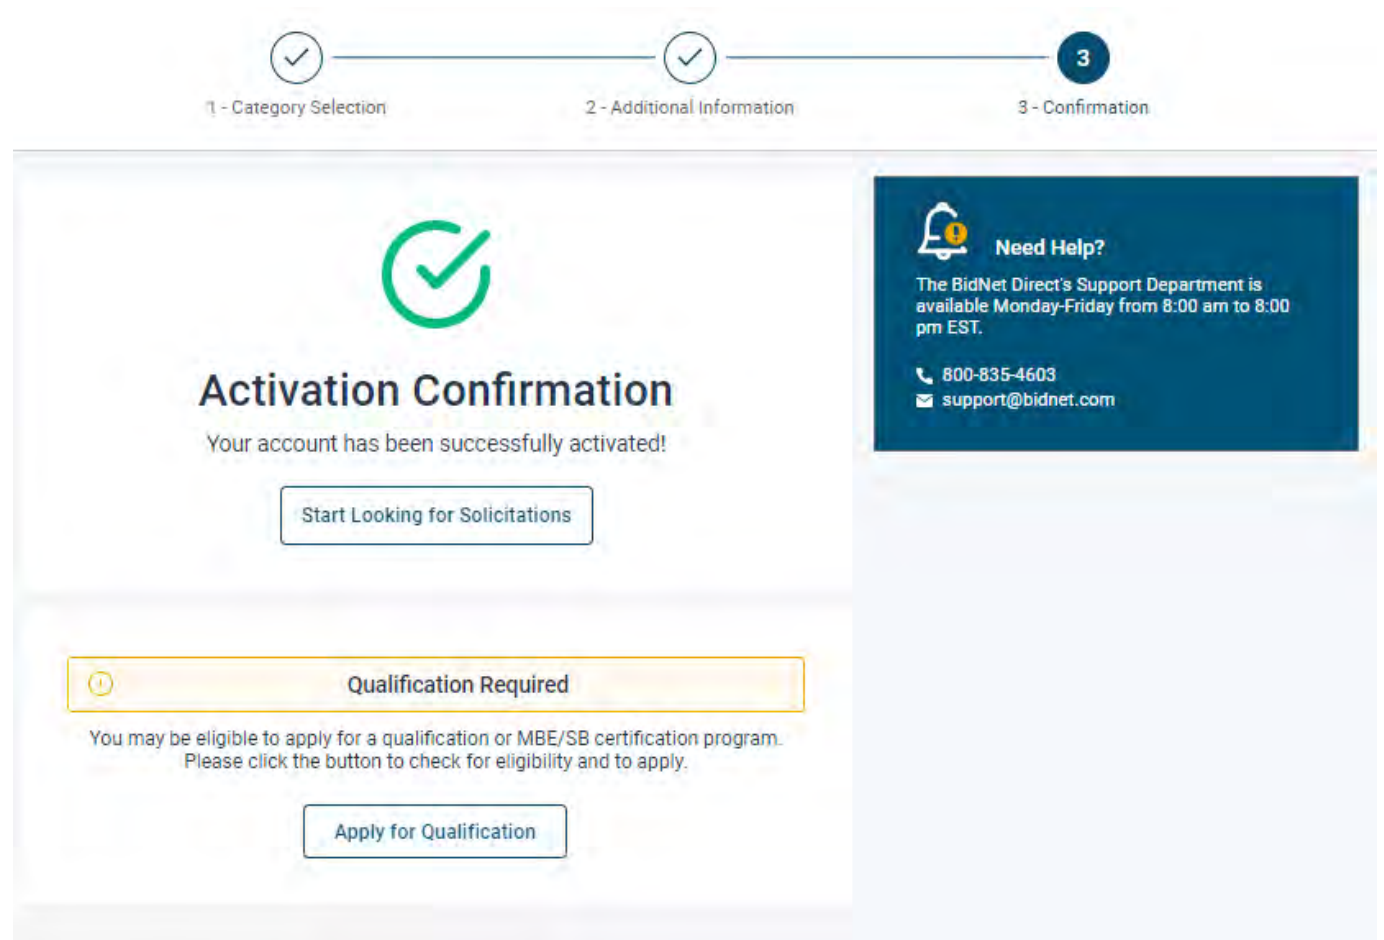 3
1 - Category Selection
2 - Additional Information
3 - Confirmation
Need Help?
The BidNet Direct's Support Department is
available Monday-Friday from 8:00 am to 8:00
pm EST.
800-835-4603
support@bidnet.com
Activation Confirmation
Your account has been successfully activated!
Start Looking for Solicitations
Qualification Required
You may be eligible to apply for a qualification or MBE/SB certification program.
Please click the button to check for eligibility and to apply.
Apply for Qualification